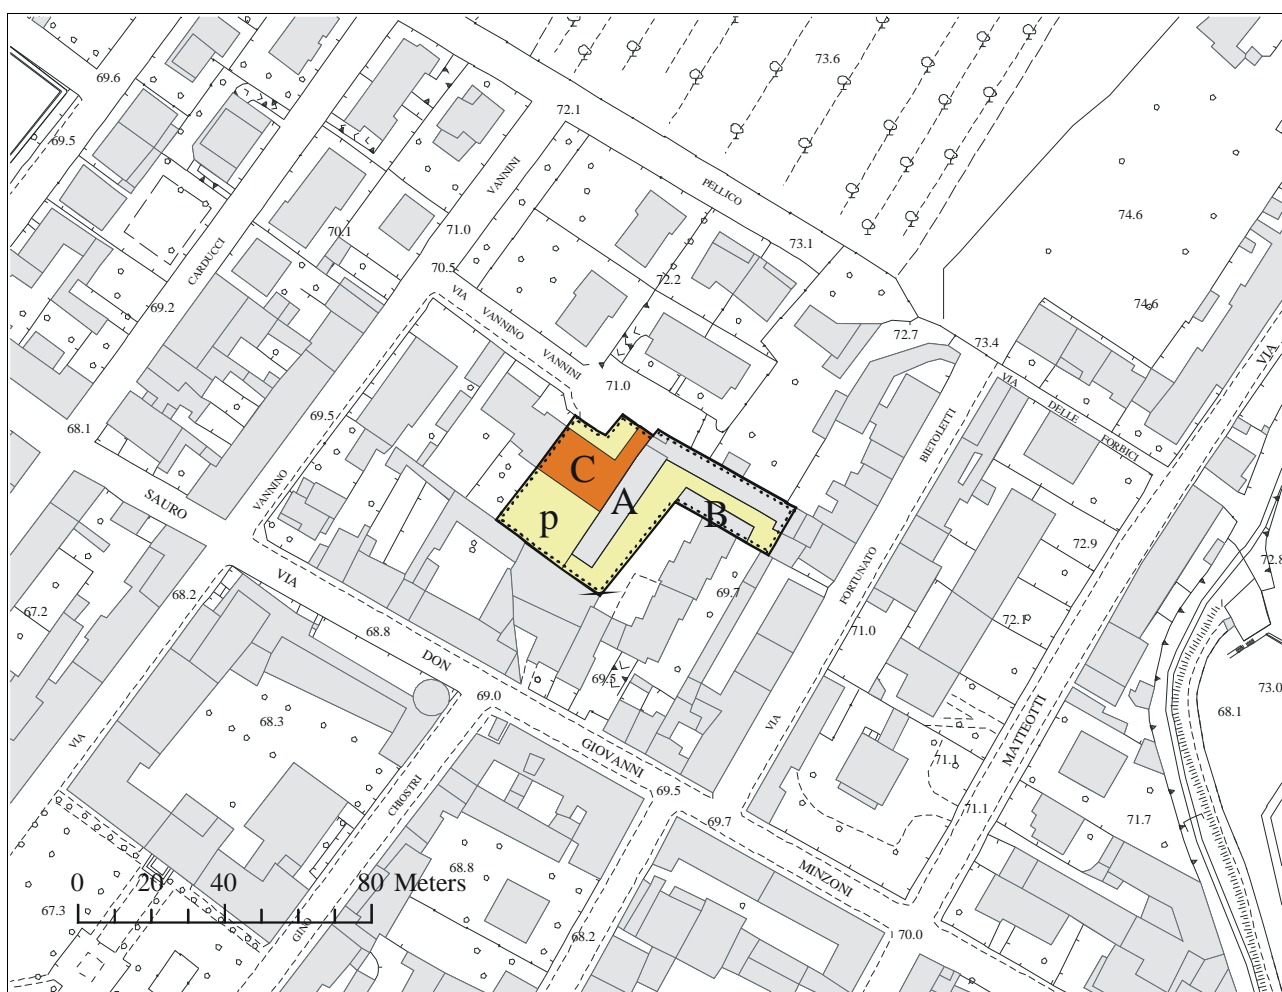 73.6
69.6
72.1
69.5
VANNINI
PELLICO
74.6
70.1
71.0
73.1
CARDUCCI
70.5
72.2
69.2
VIA VANNINO VANNINI
74.6
72.7
73.4
VIA
71.0
VIA DELLE FORBICI
69.5
68.1
BIETOLETTI
C
SAURO
VANNINO
A
B
p
72.9
72.8
FORTUNATO
VIA
68.2
69.7
67.2
72.1
68.8
71.0
DON
69.5
73.0
69.0
68.1
68.3
VIA
VIA
MATTEOTTI
GIOVANNI
71.1
CHIOSTRI
69.5
71.1
69.7
71.7
68.8
MINZONI
0 20 40 80 Meters
67.3
GINO
68.2
70.0